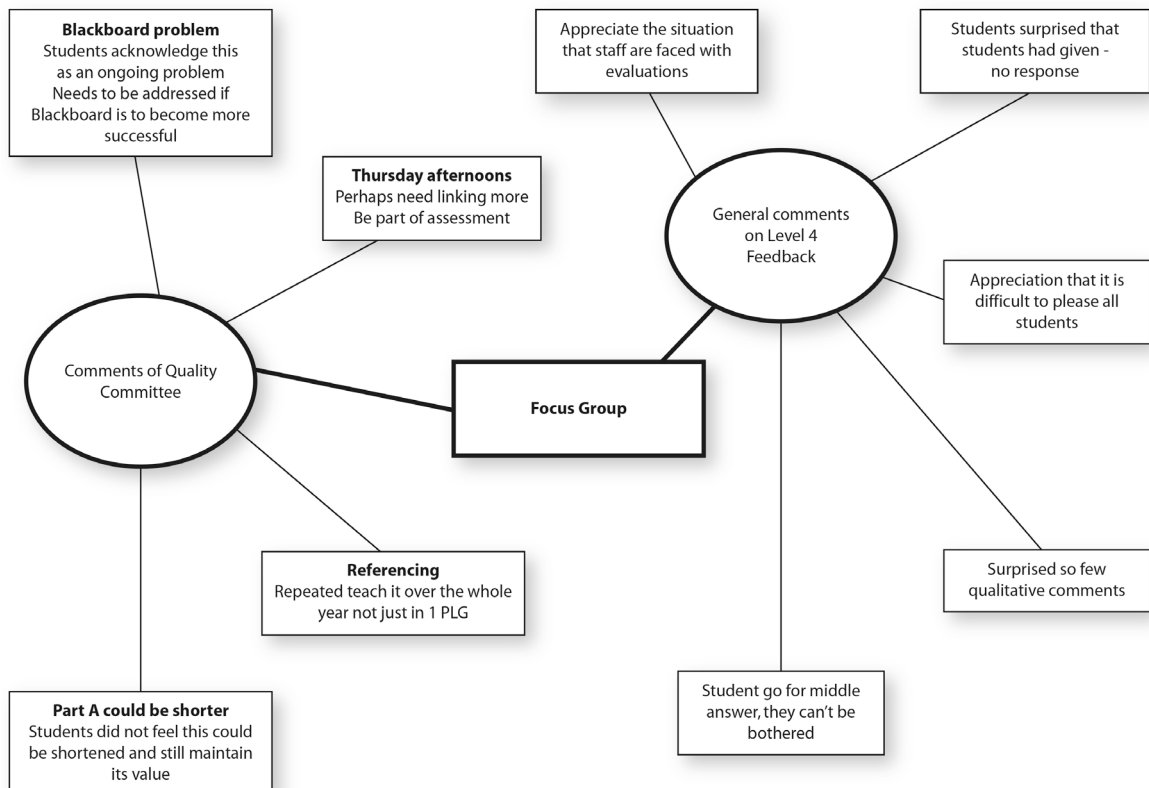 Blackboard problem
Students acknowledge this
as an ongoing problem
Needs to be addressed if
Blackboard is to become more
successful
Thursday afternoons
Perhaps need linking more
Be part of assessment
Comments of Quality
Committee
Referencing
Repeated teach it over the whole
year not just in 1 PLG
Part A could be shorter
Students did not feel this could
be shortened and still maintain
its value
Focus Group
Appreciate the situation
that staff are faced with
evaluations
Students surprised that
students had given -
no response
General comments
on Level 4
Feedback
Appreciation that it is
difficult to please all
students
Surprised so few
qualitative comments
Student go for middle
answer, they can't be
bothered